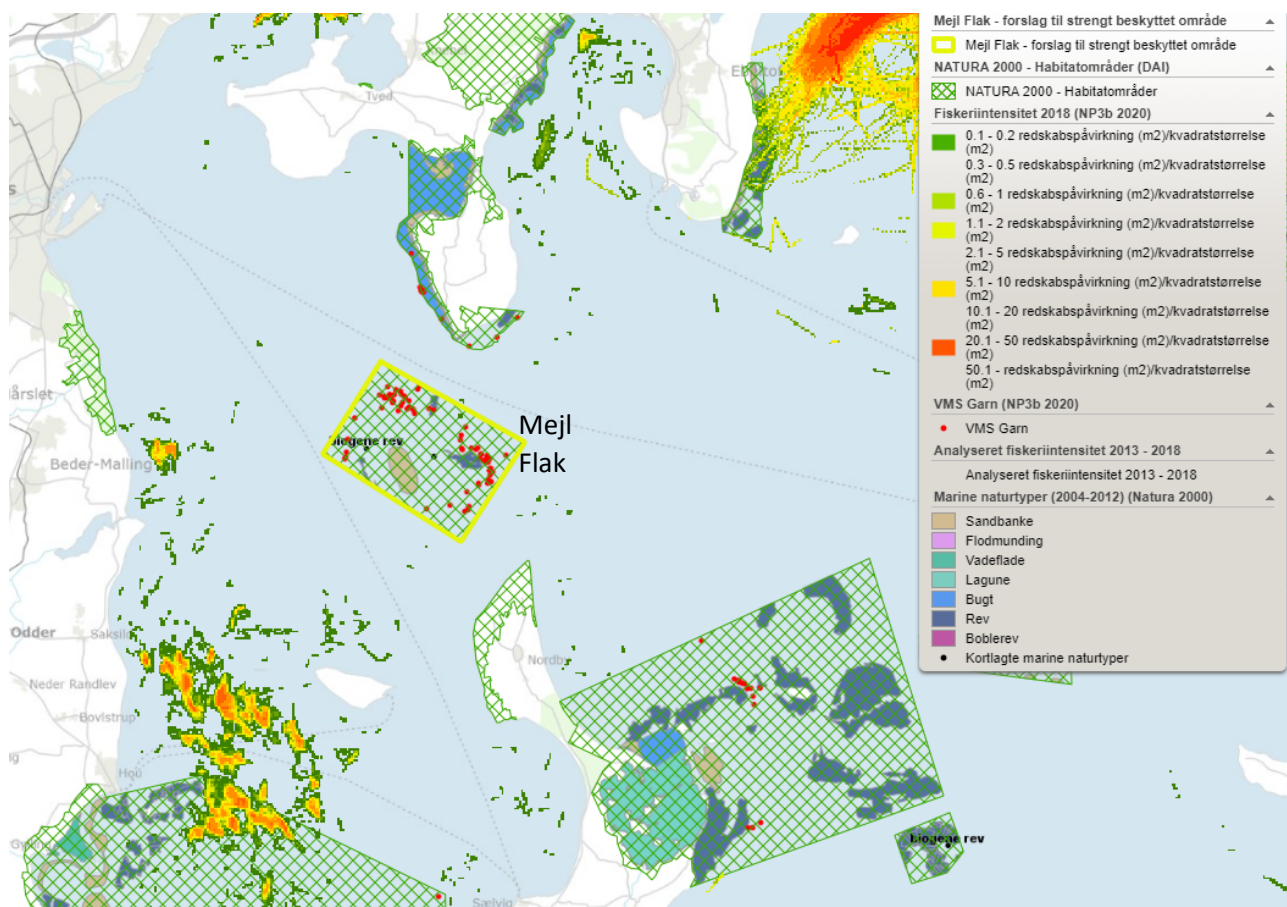 Mejl Flak - forslag til strengt beskyttet område
Mejl Flak - forslag til strengt beskyttet område
NATURA 2000 - Habitatområder (DAI)
NATURA 2000 - Habitatområder
Fiskeriintensitet 2018 (NP3b 2020)
0.1 - 0.2 redskabspåvirkning (m2)/kvadratstørrelse
(m2)
0.3 - 0.5 redskabspåvirkning (m2)/kvadratstørrelse
(m2)
0.6 - 1 redskabspåvirkning (m2)/kvadratstørrelse
(m2)
1.1 - 2 redskabspåvirkning (m2)/kvadratstørrelse
(m2)
2.1 - 5 redskabspåvirkning (m2)/kvadratstørrelse
(m2)
5.1 - 10 redskabspåvirkning (m2)/kvadratstørrelse
(m2)
10.1 - 20 redskabspåvirkning (m2)/kvadratstørrelse
(m2)
20.1 - 50 redskabspåvirkning (m2)/kvadratstørrelse
(m2)
50.1 - redskabspåvirkning (m2)/kvadratstørrelse
(m2)
VMS Garn (NP3b 2020)
VMS Garn
Analyseret fiskeriintensitet 2013 - 2018
Analyseret fiskeriintensitet 2013 - 2018
Marine naturtyper (2004-2012) (Natura 2000)
Sandbanke
Flodmunding
Vadeflade
Lagune
Bugt
Rev
Boblerev
Kortlagte marine naturtyper
Tved
Mejl
Flak
biogene rev
Beder-Malling
Odder
Nordby
Neder Randlev
Bovlstrup
Hou
biogene rev
Sælvig